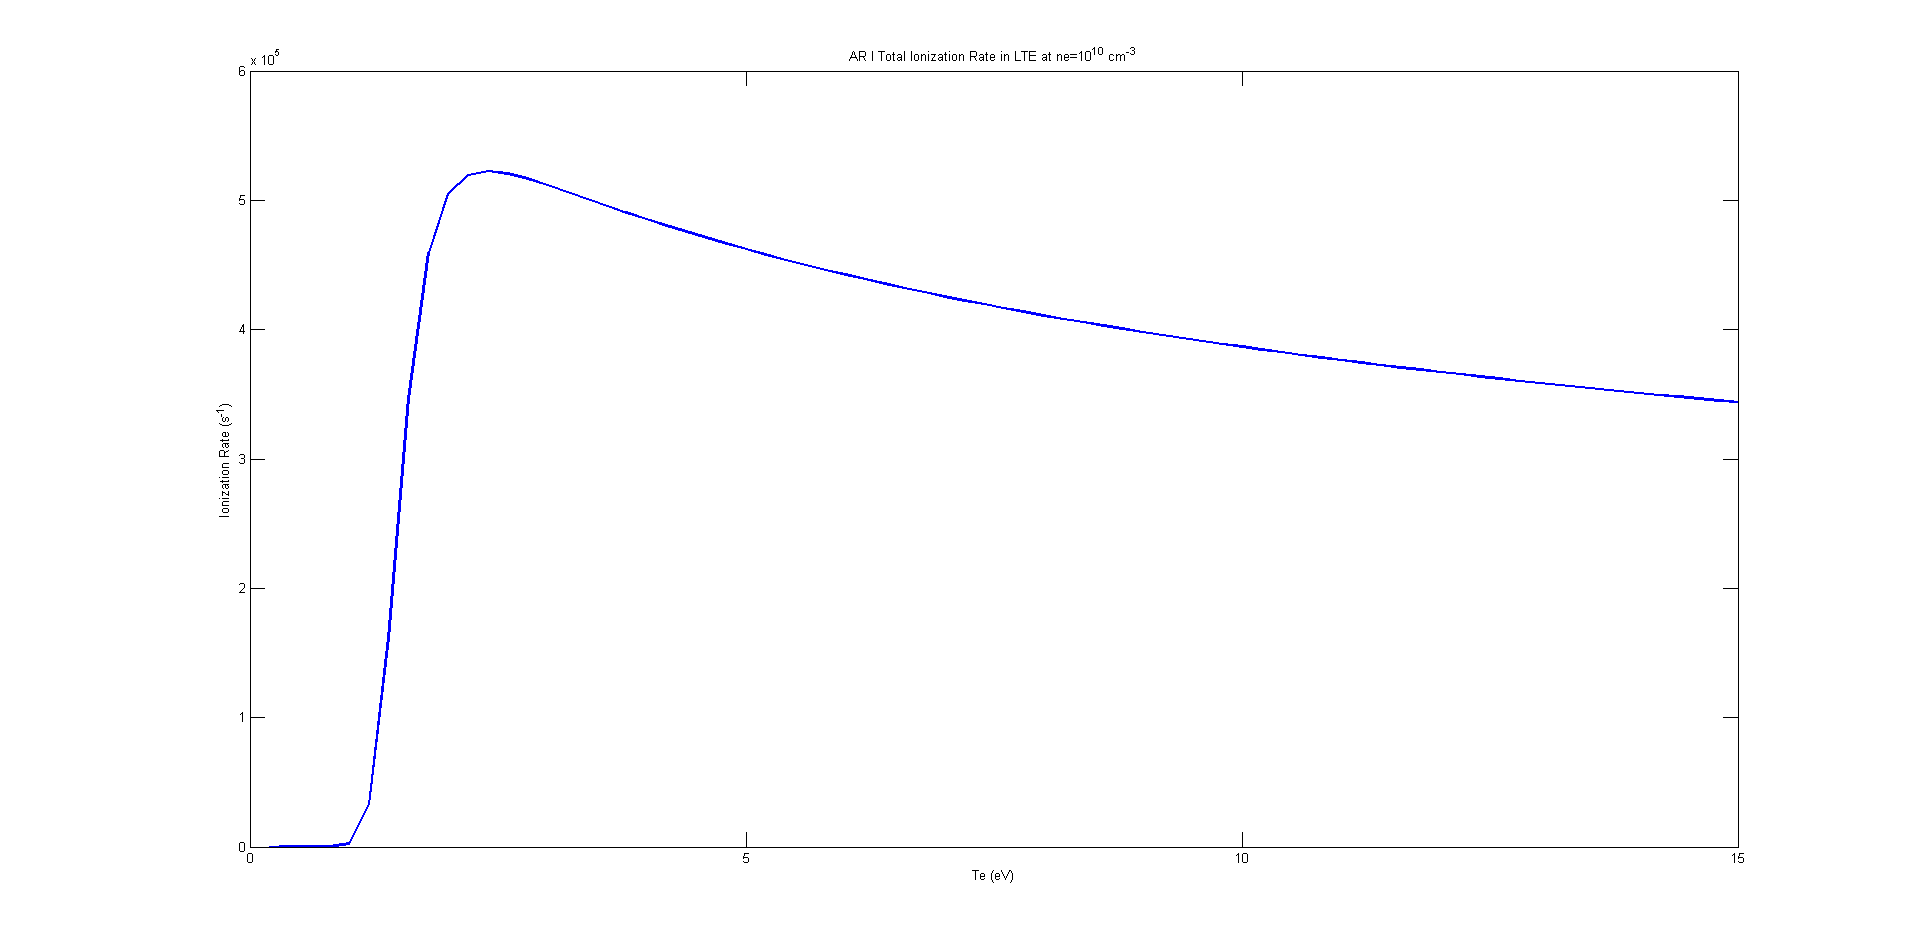 AR I Total Ionization Rate in LTE at ne=10^10 cm^-3
x 10^5
6
5
4
3
2
1
0
Ionization Rate (s^-1)
0 5 10 15
Te (eV)